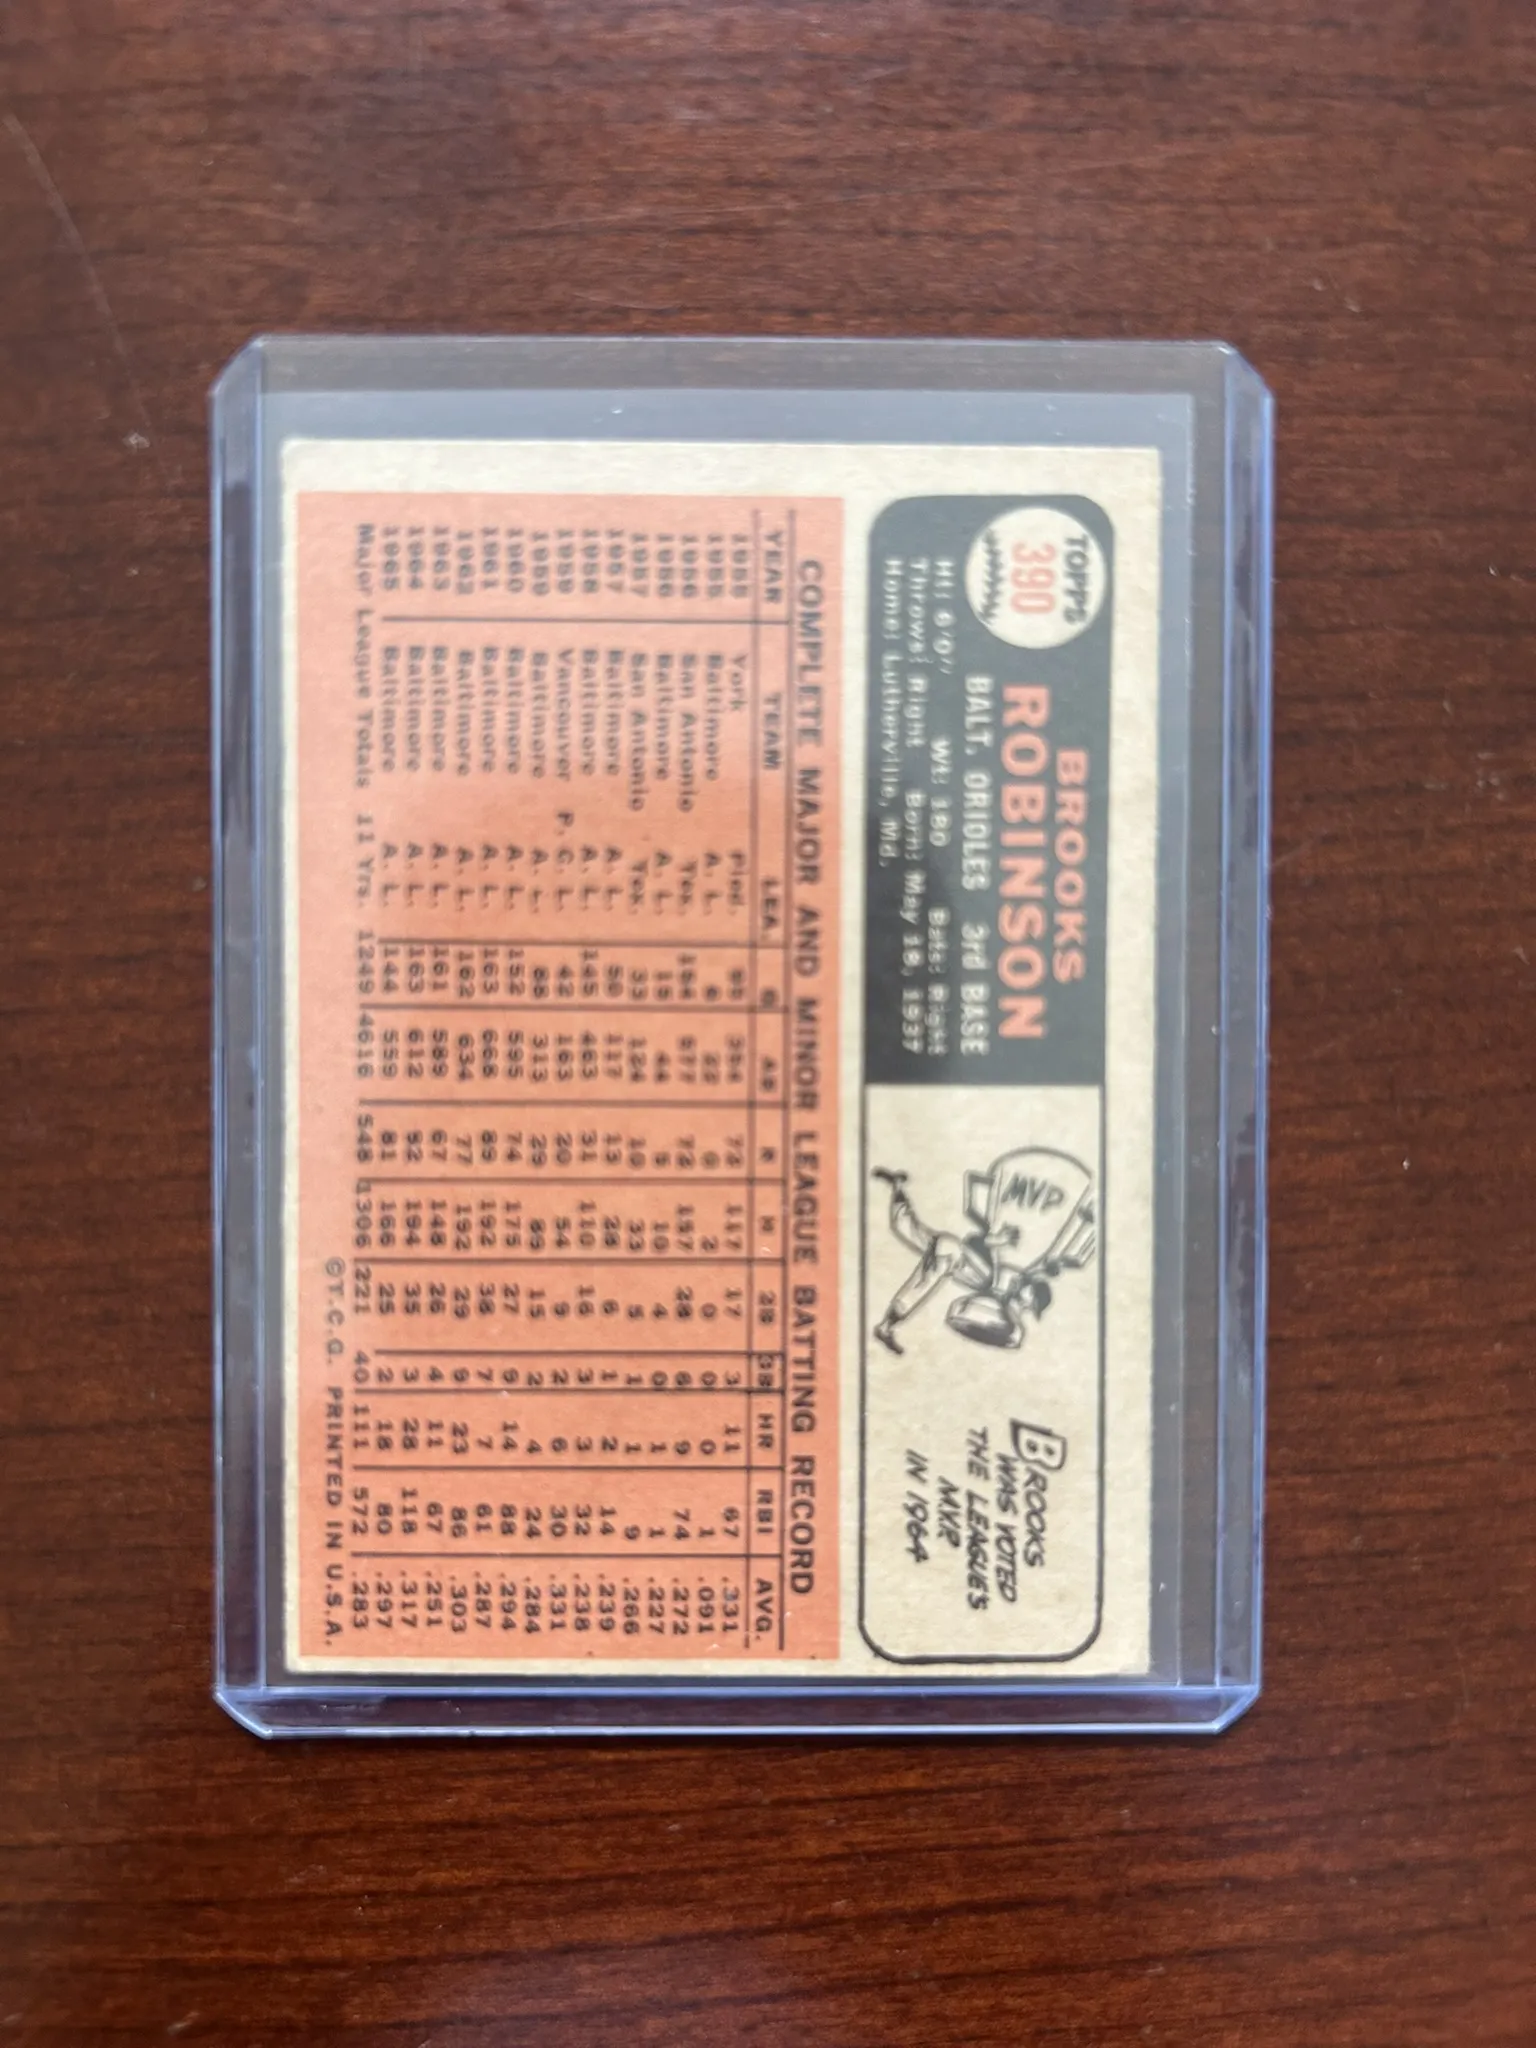 TOPPS
390
BROOKS
ROBINSON
BALT. ORIOLES 3rd BASE
Ht: 6'0" Wt: 180 Bats: Right
Throws: Right Born: May 18, 1937
Home: Lutherville, Md.
MVP
BROOKS
WAS VOTED
THE LEAGUE'S
M.V.P.
IN 1964
COMPLETE MAJOR AND MINOR LEAGUE BATTING RECORD
YEAR TEAM LEA. G AB R H 2B 3B HR RBI AVG.
1955 York Pied. 95 354 72 117 17 3 11 67 .331
1955 Baltimore A. L. 6 22 0 2 0 0 0 1 .091
1956 San Antonio Tex. 154 577 72 157 28 6 9 74 .272
1956 Baltimore A. L. 15 44 5 10 4 0 1 1 .227
1957 San Antonio Tex. 33 124 10 33 5 1 1 9 .266
1957 Baltimore A. L. 50 117 13 28 6 1 2 14 .239
1958 Baltimore A. L. 145 463 31 110 16 3 3 32 .238
1959 Vancouver P. C. L. 42 163 20 54 9 2 6 30 .331
1959 Baltimore A. L. 88 313 29 89 15 2 4 24 .284
1960 Baltimore A. L. 152 595 74 175 27 9 14 88 .294
1961 Baltimore A. L. 163 668 89 192 38 7 7 61 .287
1962 Baltimore A. L. 162 634 77 192 29 9 23 86 .303
1963 Baltimore A. L. 161 589 67 148 26 4 11 67 .251
1964 Baltimore A. L. 163 612 82 194 35 3 28 118 .317
1965 Baltimore A. L. 144 559 81 166 25 2 18 80 .297
Major League Totals 11 Yrs. 1249 4616 548 1306 221 40 111 572 .283
©T.C.G. PRINTED IN U.S.A.